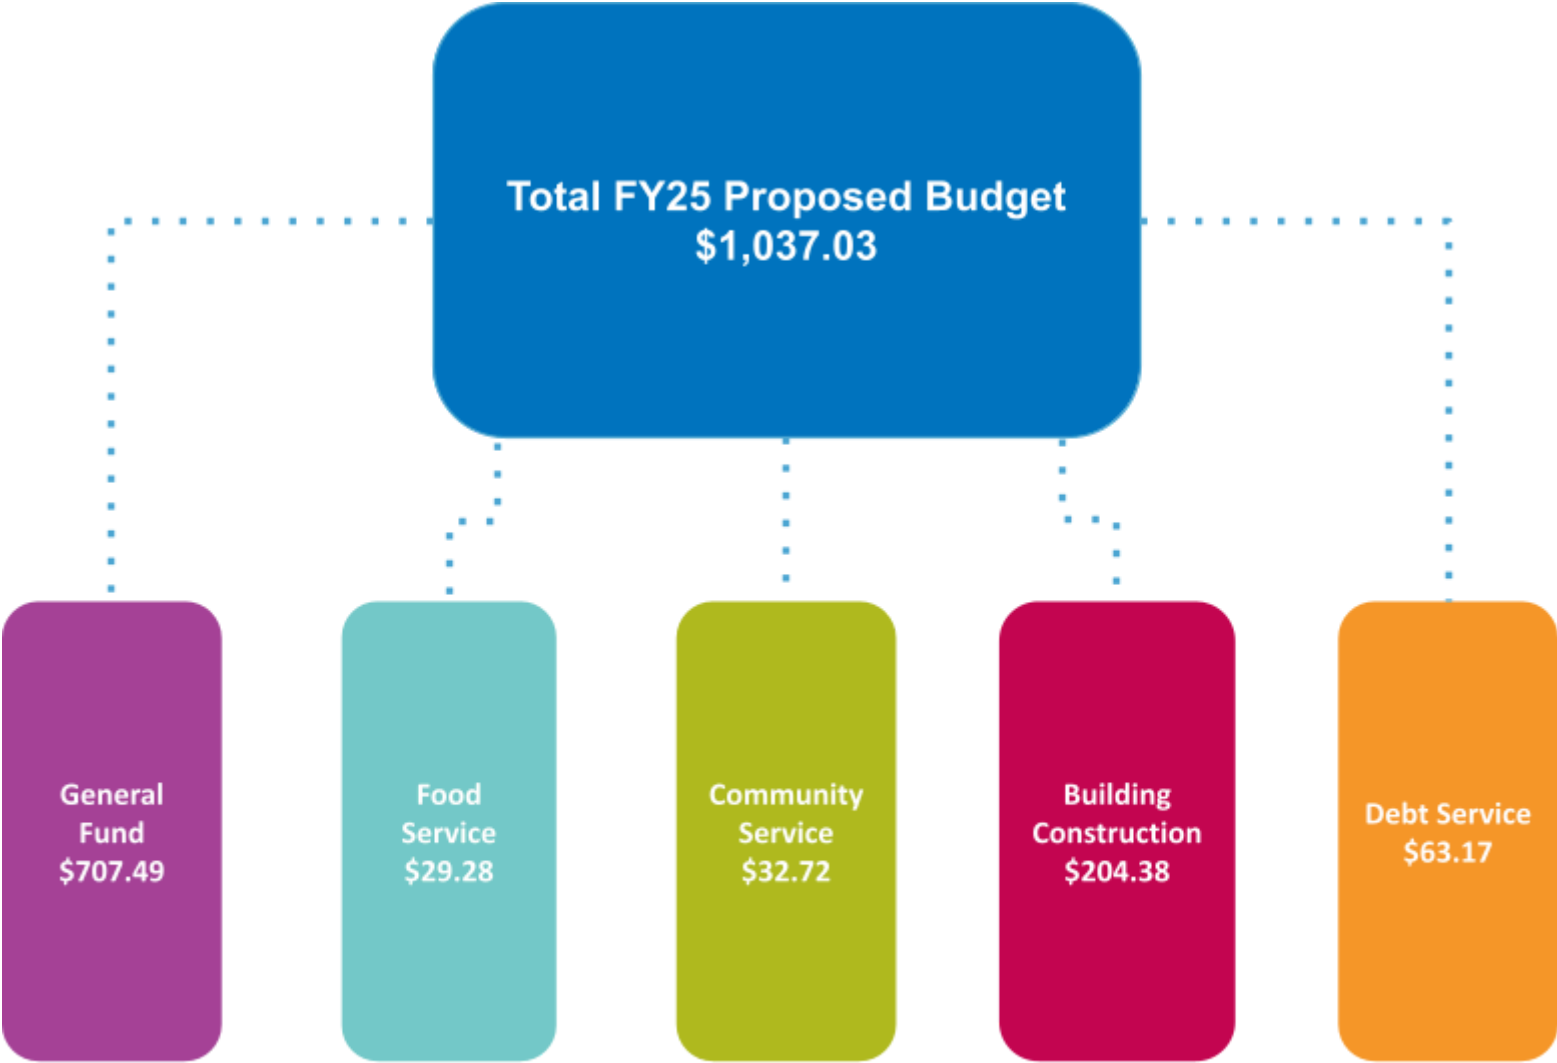 Total FY25 Proposed Budget
$1,037.03
General
Fund
$707.49
Food
Service
$29.28
Community
Service
$32.72
Building
Construction
$204.38
Debt Service
$63.17